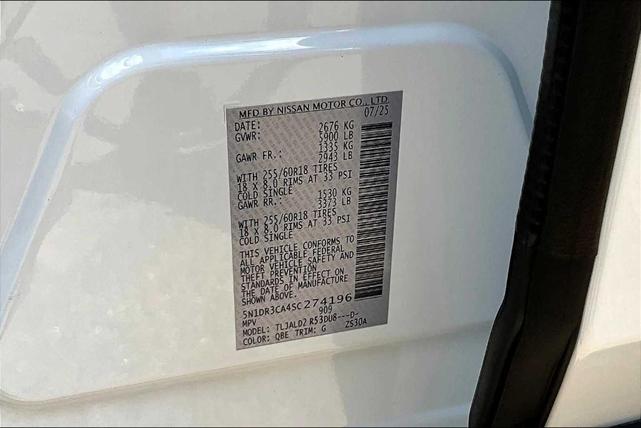 MFD BY NISSAN MOTOR CO., LTD.
DATE: 07/25
GVWR: 2676 KG
5900 LB
GAWR FR.: 1335 KG
2943 LB
WITH 255/60R18 TIRES
18 X 8.0 RIMS AT 33 PSI
COLD SINGLE
GAWR RR.: 1530 KG
3373 LB
WITH 255/60R18 TIRES
18 X 8.0 RIMS AT 33 PSI
COLD SINGLE
THIS VEHICLE CONFORMS TO
ALL APPLICABLE FEDERAL
MOTOR VEHICLE SAFETY AND
THEFT PREVENTION
STANDARDS IN EFFECT ON
THE DATE OF MANUFACTURE
SHOWN ABOVE.
5N1DR3CA4SC274196
MPV 909
MODEL: TLJALD2 R53DU8---D-
COLOR: QBE TRIM: G ZS30A